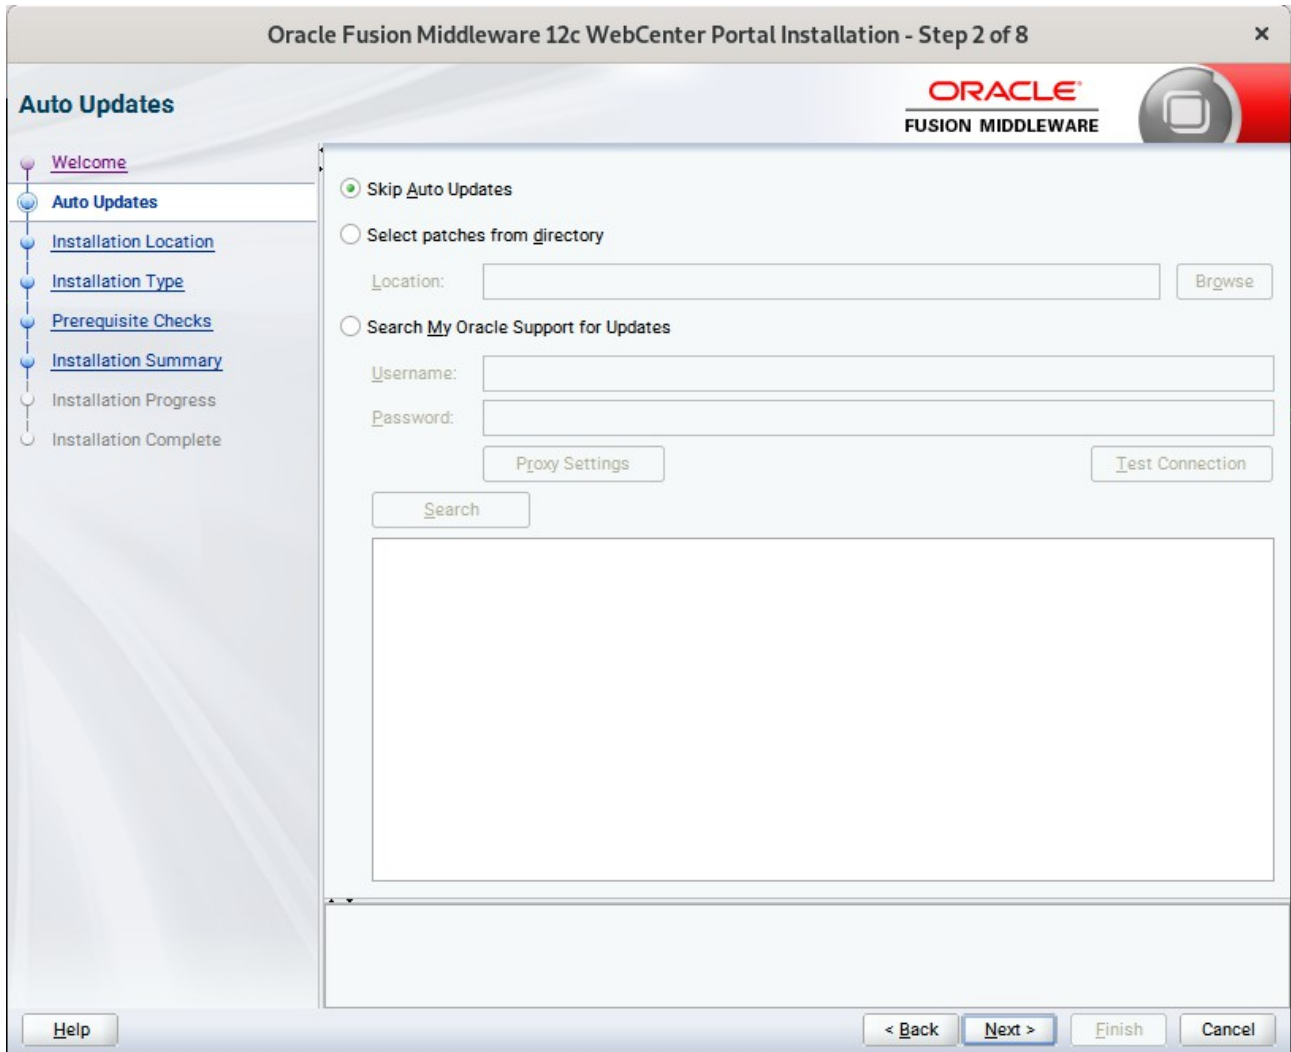 Oracle Fusion Middleware 12c WebCenter Portal Installation - Step 2 of 8
×
Auto Updates
ORACLE
FUSION MIDDLEWARE
Welcome
Auto Updates
Installation Location
Installation Type
Prerequisite Checks
Installation Summary
Installation Progress
Installation Complete
Skip Auto Updates
Select patches from directory
Location:
Browse
Search My Oracle Support for Updates
Username:
Password:
Proxy Settings
Test Connection
Search
Help
< Back
Next >
Finish
Cancel